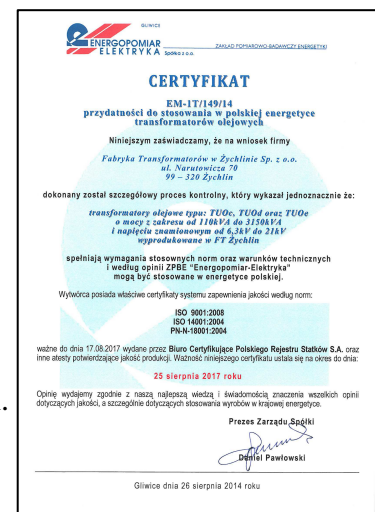 GLIWICE
ENERGOPOMIAR
ELEKTRYKA Spółka z o.o.
ZAKŁAD POMIAROWO-BADAWCZY ENERGETYKI
CERTYFIKAT
EM-1T/149/14
przydatności do stosowania w polskiej energetyce
transformatorów olejowych
Niniejszym zaświadczamy, że na wniosek firmy
Fabryka Transformatorów w Żychlinie Sp. z o.o.
ul. Narutowicza 70
99 – 320 Żychlin
dokonany został szczegółowy proces kontrolny, który wykazał jednoznacznie że:
transformatory olejowe typu: TUOc, TUOd oraz TUOe
o mocy z zakresu od 110kVA do 3150kVA
i napięciu znamionowym od 6,3kV do 21kV
wyprodukowane w FT Żychlin
spełniają wymagania stosownych norm oraz warunków technicznych
i według opinii ZPBE "Energopomiar-Elektryka"
mogą być stosowane w energetyce polskiej.
Wytwórca posiada właściwe certyfikaty systemu zapewnienia jakości według norm:
ISO 9001:2008
ISO 14001:2004
PN-N-18001:2004
ważne do dnia 17.08.2017 wydane przez Biuro Certyfikujące Polskiego Rejestru Statków S.A. oraz
inne atesty potwierdzające jakość produkcji. Ważność niniejszego certyfikatu ustala się na okres do dnia:
25 sierpnia 2017 roku
Opinię wydajemy zgodnie z naszą najlepszą wiedzą i świadomością znaczenia wszelkich opinii
dotyczących jakości, a szczególnie dotyczących stosowania wyrobów w krajowej energetyce.
Prezes Zarządu Spółki
Daniel Pawłowski
Gliwice dnia 26 sierpnia 2014 roku